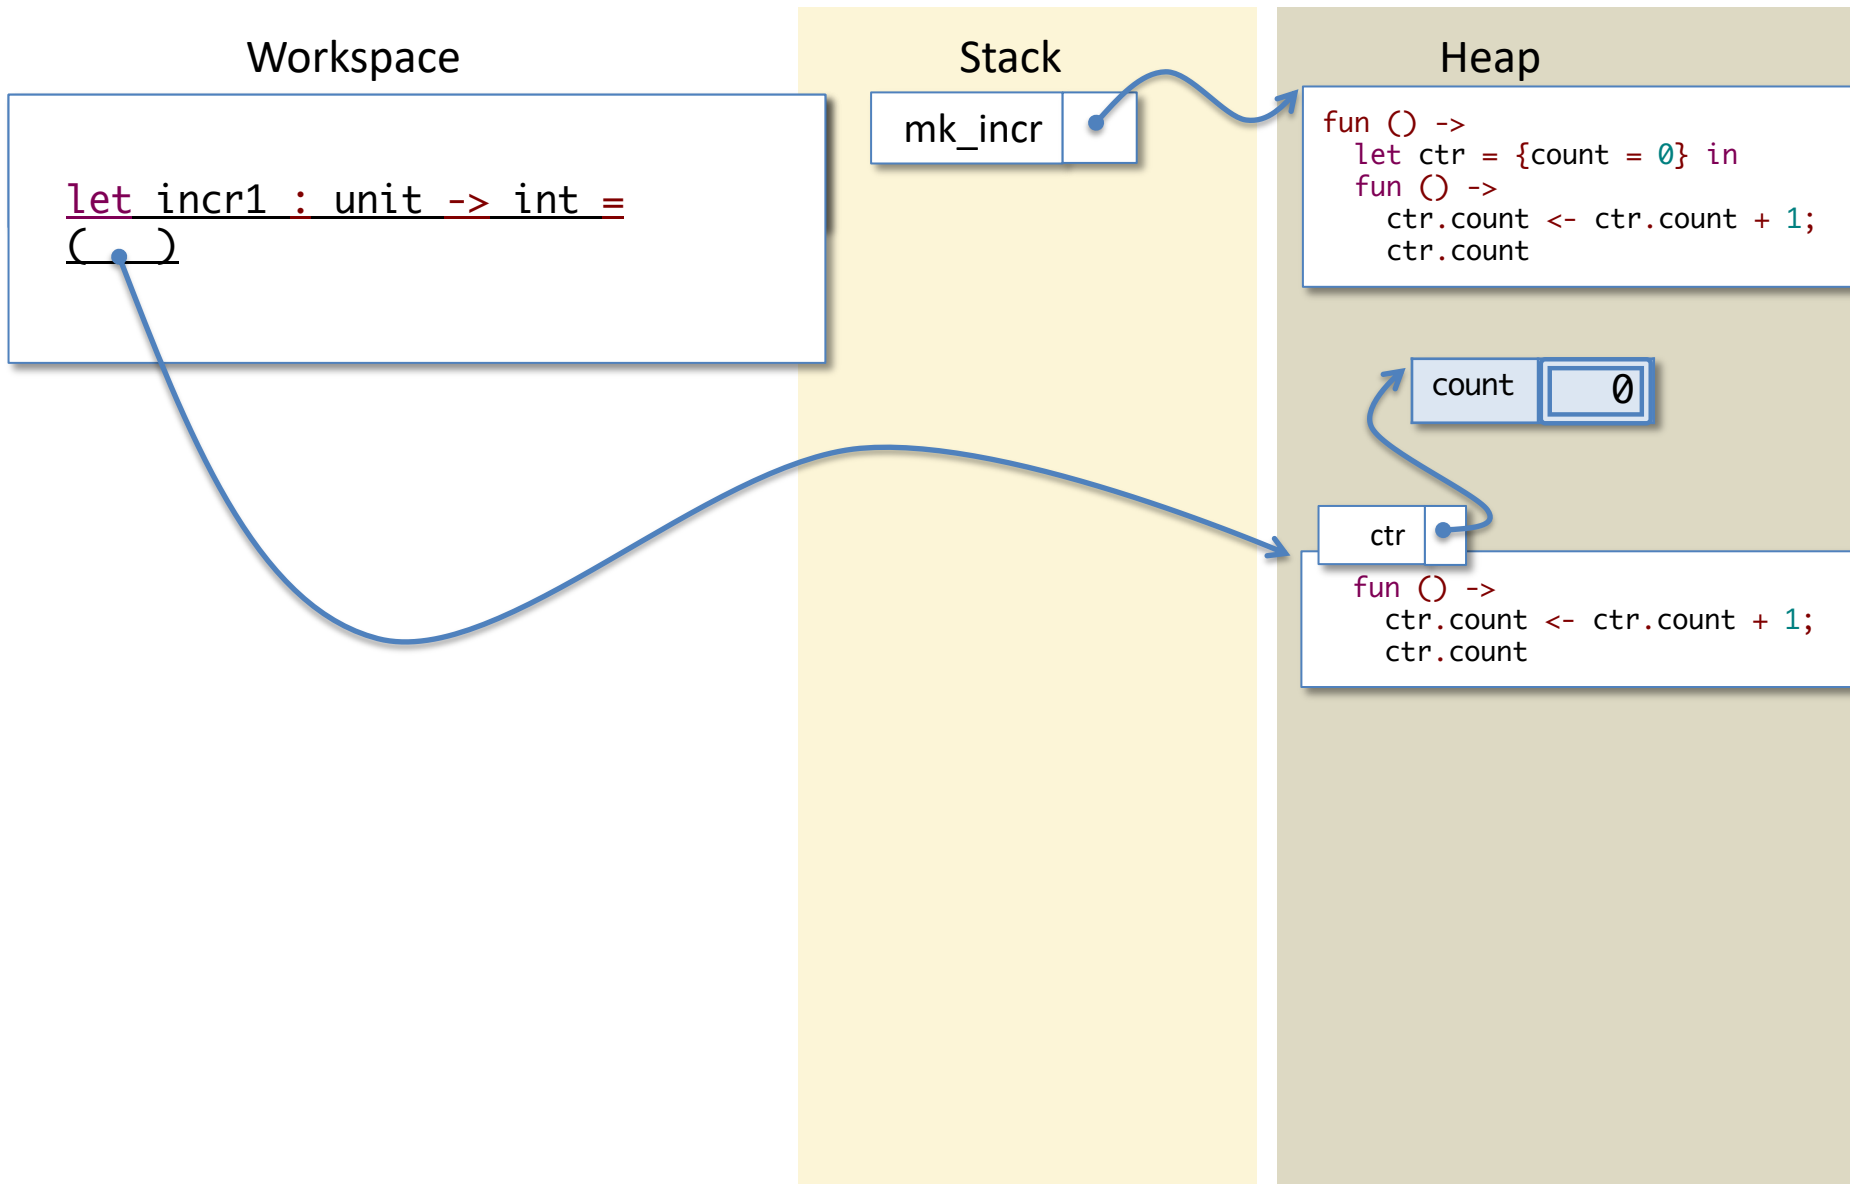 Workspace
let incr1 : unit -> int =
( )
Stack
mk_incr
Heap
fun () ->
let ctr = {count = 0} in
fun () ->
ctr.count <- ctr.count + 1;
ctr.count
count 0
ctr
fun () ->
ctr.count <- ctr.count + 1;
ctr.count